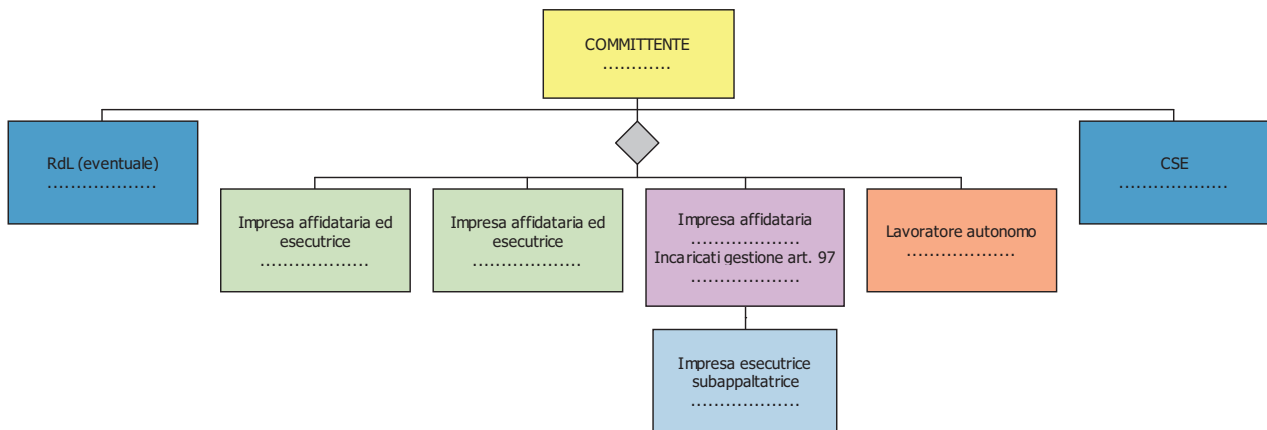 COMMITTENTE
............
RdL (eventuale)
...................
CSE
...................
Impresa affidataria ed
esecutrice
...................
Impresa affidataria ed
esecutrice
...................
Impresa affidataria
...................
Incaricati gestione art. 97
...................
Lavoratore autonomo
...................
Impresa esecutrice
subappaltatrice
...................